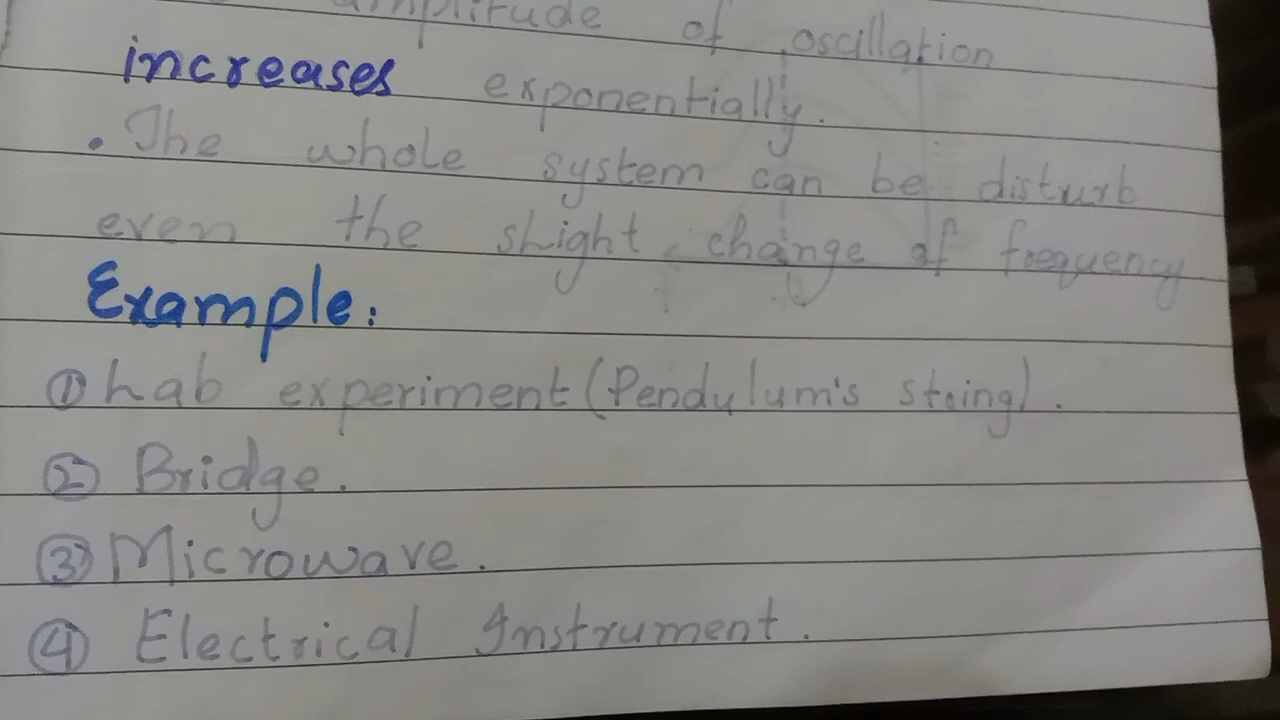 amplitude of oscillation
increases exponentially.
• The whole system can be disturb
even the slight change of frequency
Example:
① Lab experiment (Pendulum's string).
② Bridge.
③ Microwave.
④ Electrical Instrument.